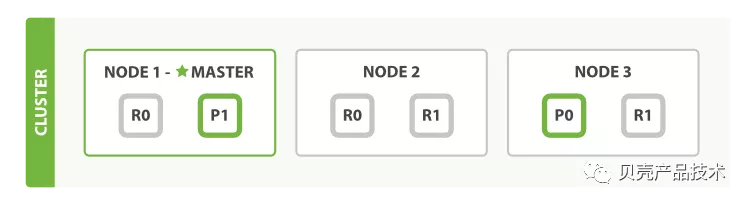 CLUSTER
NODE 1 - ★MASTER
R0 P1
NODE 2
R0 R1
NODE 3
P0 R1
贝壳产品技术